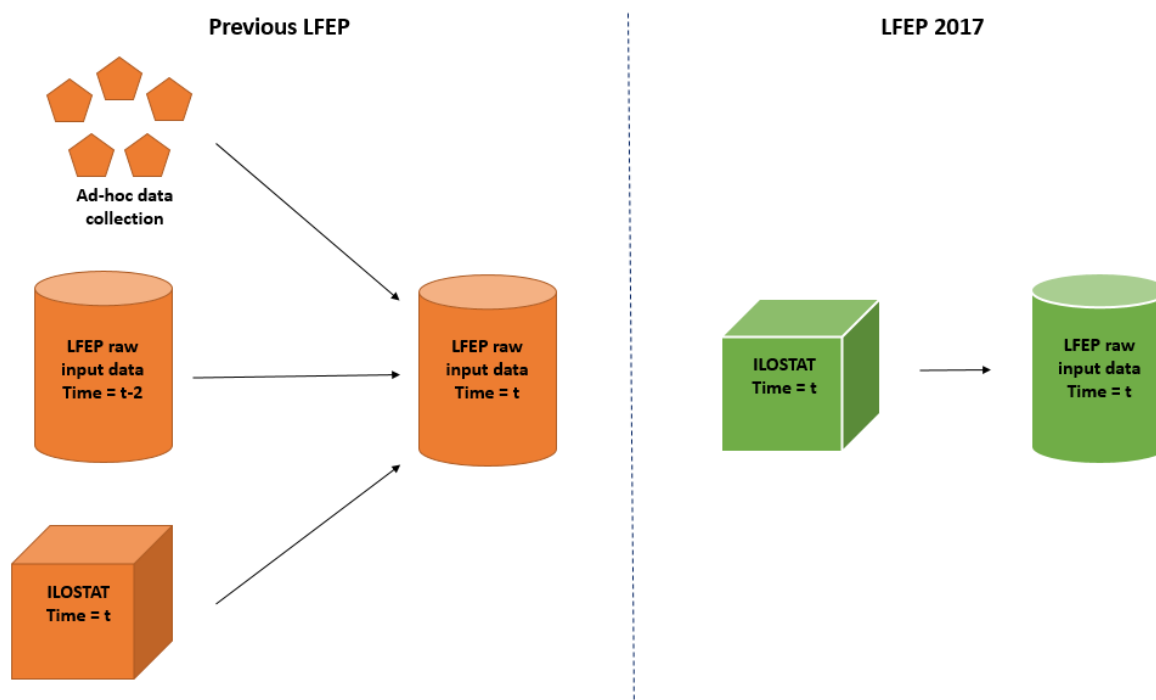 Previous LFEP
Ad-hoc data
collection
LFEP raw
input data
Time = t-2
LFEP raw
input data
Time = t
ILOSTAT
Time = t
LFEP 2017
ILOSTAT
Time = t
LFEP raw
input data
Time = t